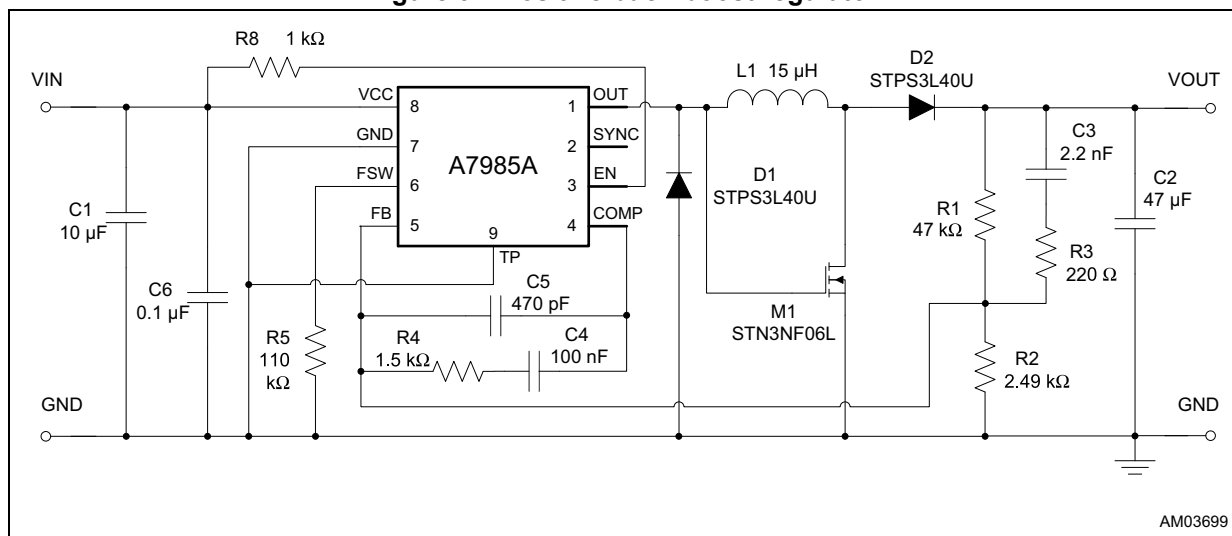 R8 1 kΩ
VIN
VCC
GND
FSW
FB
8
7
6
5
A7985A
9
TP
1
2
3
4
OUT
SYNC
EN
COMP
L1 15 µH
D2
STPS3L40U
VOUT
D1
STPS3L40U
C3
2.2 nF
C2
47 µF
R1
47 kΩ
R3
220 Ω
C1
10 µF
C6
0.1 µF
R5
110
kΩ
C5
470 pF
R4
1.5 kΩ
C4
100 nF
M1
STN3NF06L
R2
2.49 kΩ
GND
GND
AM03699